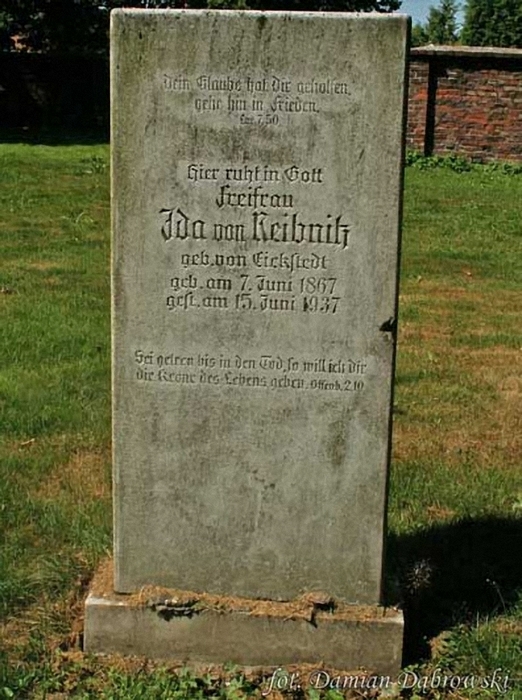 Dein Glaube hat dir geholfen,
gehe hin in Frieden.
Luc. 7,50
Hier ruht in Gott
Freifrau
Ida von Reibnitz
geb. von Eickstedt
geb. am 7. Juni 1867
gest. am 15. Juni 1937
Sei getreu bis in den Tod, so will ich dir
die Krone des Lebens geben. Offenb. 2.10
fot. Damian Dąbrowski